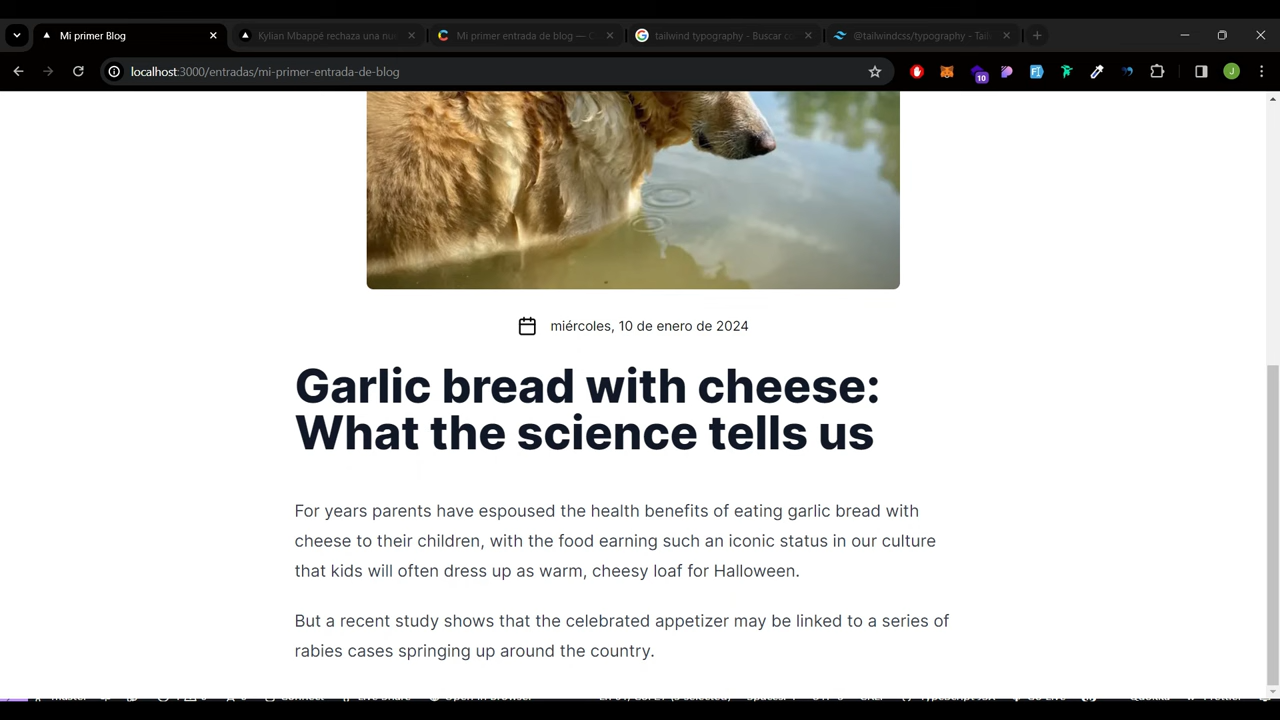 Mi primer Blog
Kylian Mbappé rechaza una nu
Mi primer entrada de blog — C
tailwind typography - Buscar c
@tailwindcss/typography - Tail
localhost:3000/entradas/mi-primer-entrada-de-blog
10
J
miércoles, 10 de enero de 2024
Garlic bread with cheese:
What the science tells us
For years parents have espoused the health benefits of eating garlic bread with
cheese to their children, with the food earning such an iconic status in our culture
that kids will often dress up as warm, cheesy loaf for Halloween.
But a recent study shows that the celebrated appetizer may be linked to a series of
rabies cases springing up around the country.